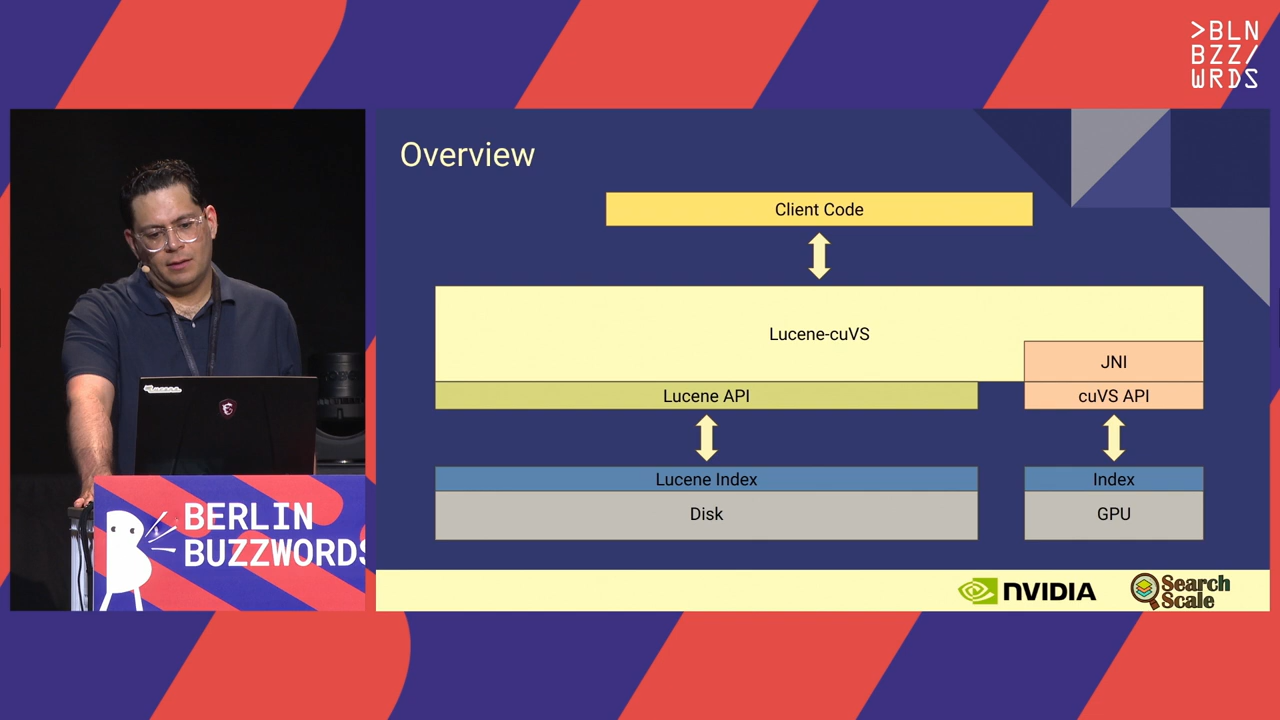 >BLN
BZZ/
WRDS
Overview
Client Code
Lucene-cuVS
JNI
Lucene API
cuVS API
Lucene Index
Index
Disk
GPU
BERLIN
BUZZWORDS
NVIDIA
Search
Scale